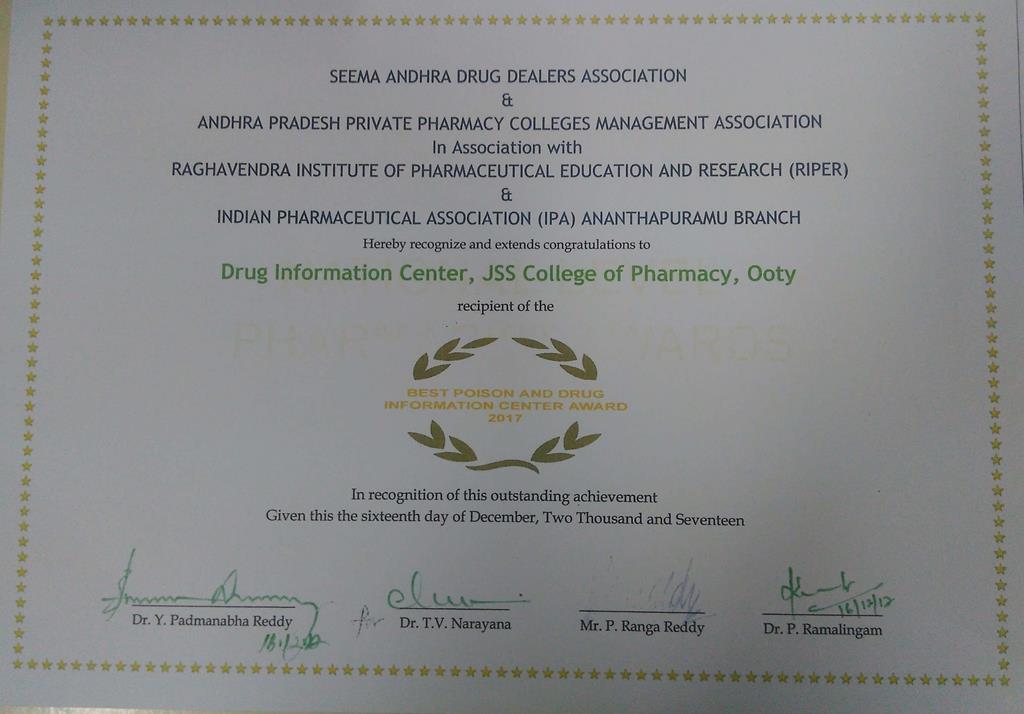 SEEMA ANDHRA DRUG DEALERS ASSOCIATION
&
ANDHRA PRADESH PRIVATE PHARMACY COLLEGES MANAGEMENT ASSOCIATION
In Association with
RAGHAVENDRA INSTITUTE OF PHARMACEUTICAL EDUCATION AND RESEARCH (RIPER)
&
INDIAN PHARMACEUTICAL ASSOCIATION (IPA) ANANTHAPURAMU BRANCH
Hereby recognize and extends congratulations to
Drug Information Center, JSS College of Pharmacy, Ooty
recipient of the
BEST POISON AND DRUG
INFORMATION CENTER AWARD
2017
In recognition of this outstanding achievement
Given this the sixteenth day of December, Two Thousand and Seventeen
for
Dr. Y. Padmanabha Reddy Dr. T.V. Narayana Mr. P. Ranga Reddy Dr. P. Ramalingam